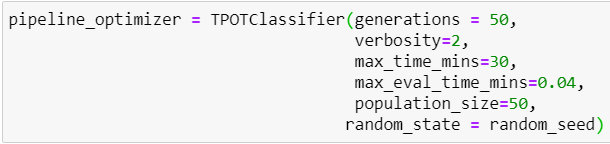 pipeline_optimizer = TPOTClassifier(generations = 50,
                                    verbosity=2,
                                    max_time_mins=30,
                                    max_eval_time_mins=0.04,
                                    population_size=50,
                                   random_state = random_seed)